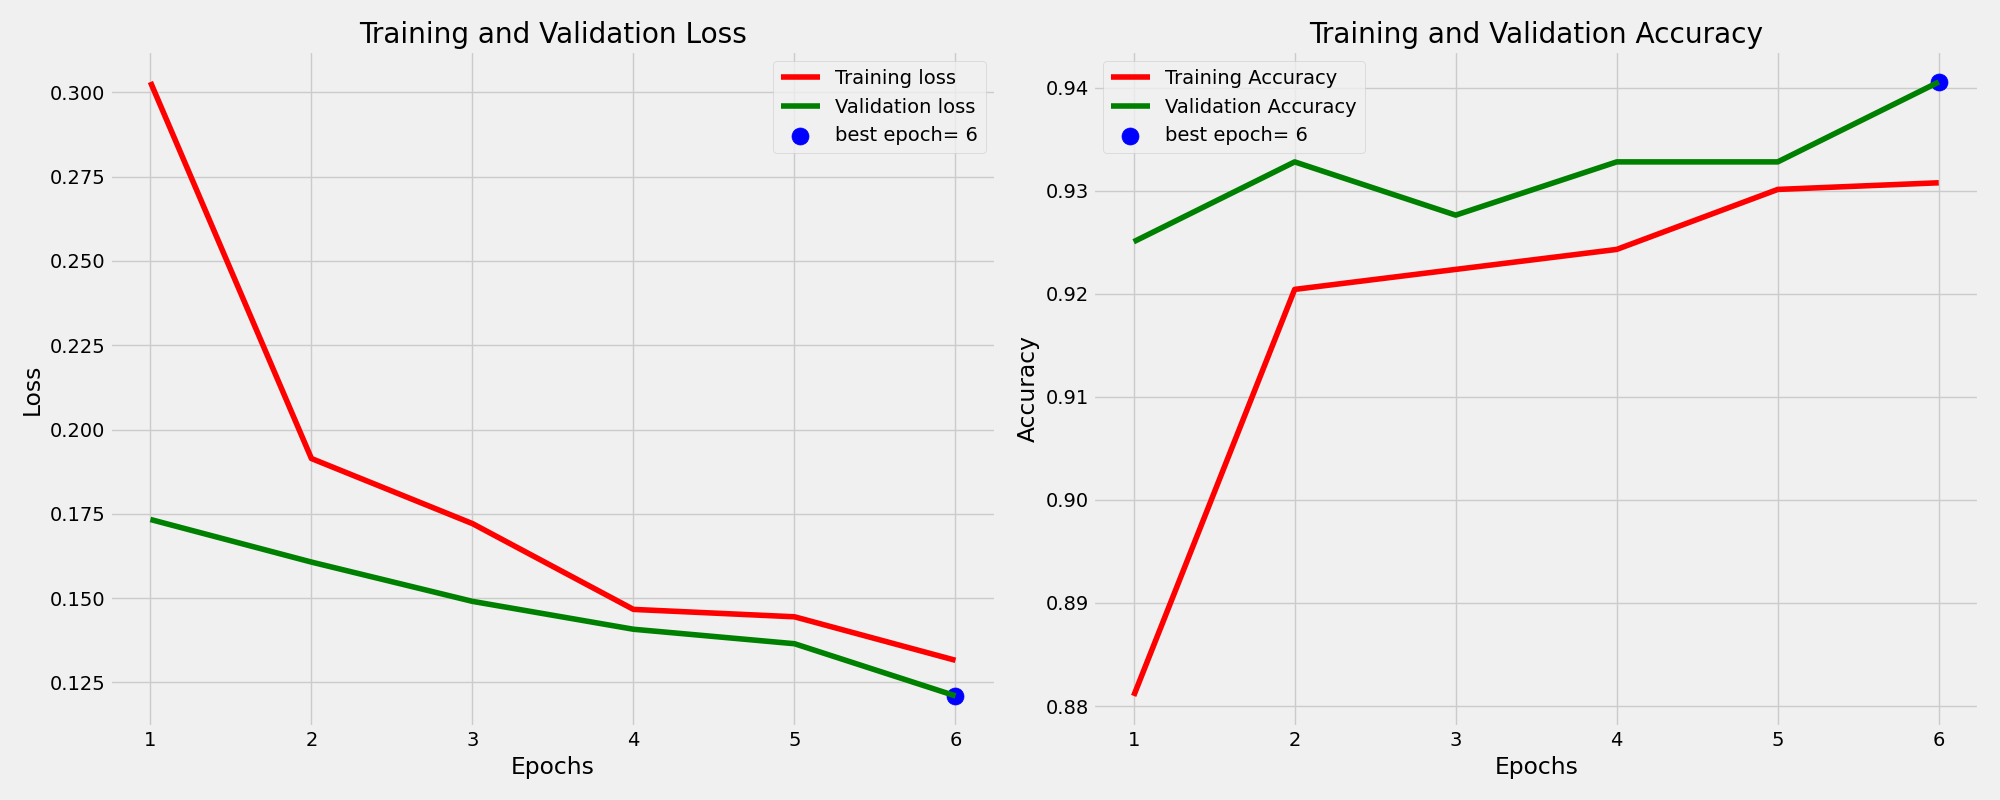 Training and Validation Loss
Training loss
Validation loss
best epoch= 6
0.300
0.275
0.250
0.225
0.200
0.175
0.150
0.125
Loss
1 2 3 4 5 6
Epochs
Training and Validation Accuracy
Training Accuracy
Validation Accuracy
best epoch= 6
0.94
0.93
0.92
0.91
0.90
0.89
0.88
Accuracy
1 2 3 4 5 6
Epochs